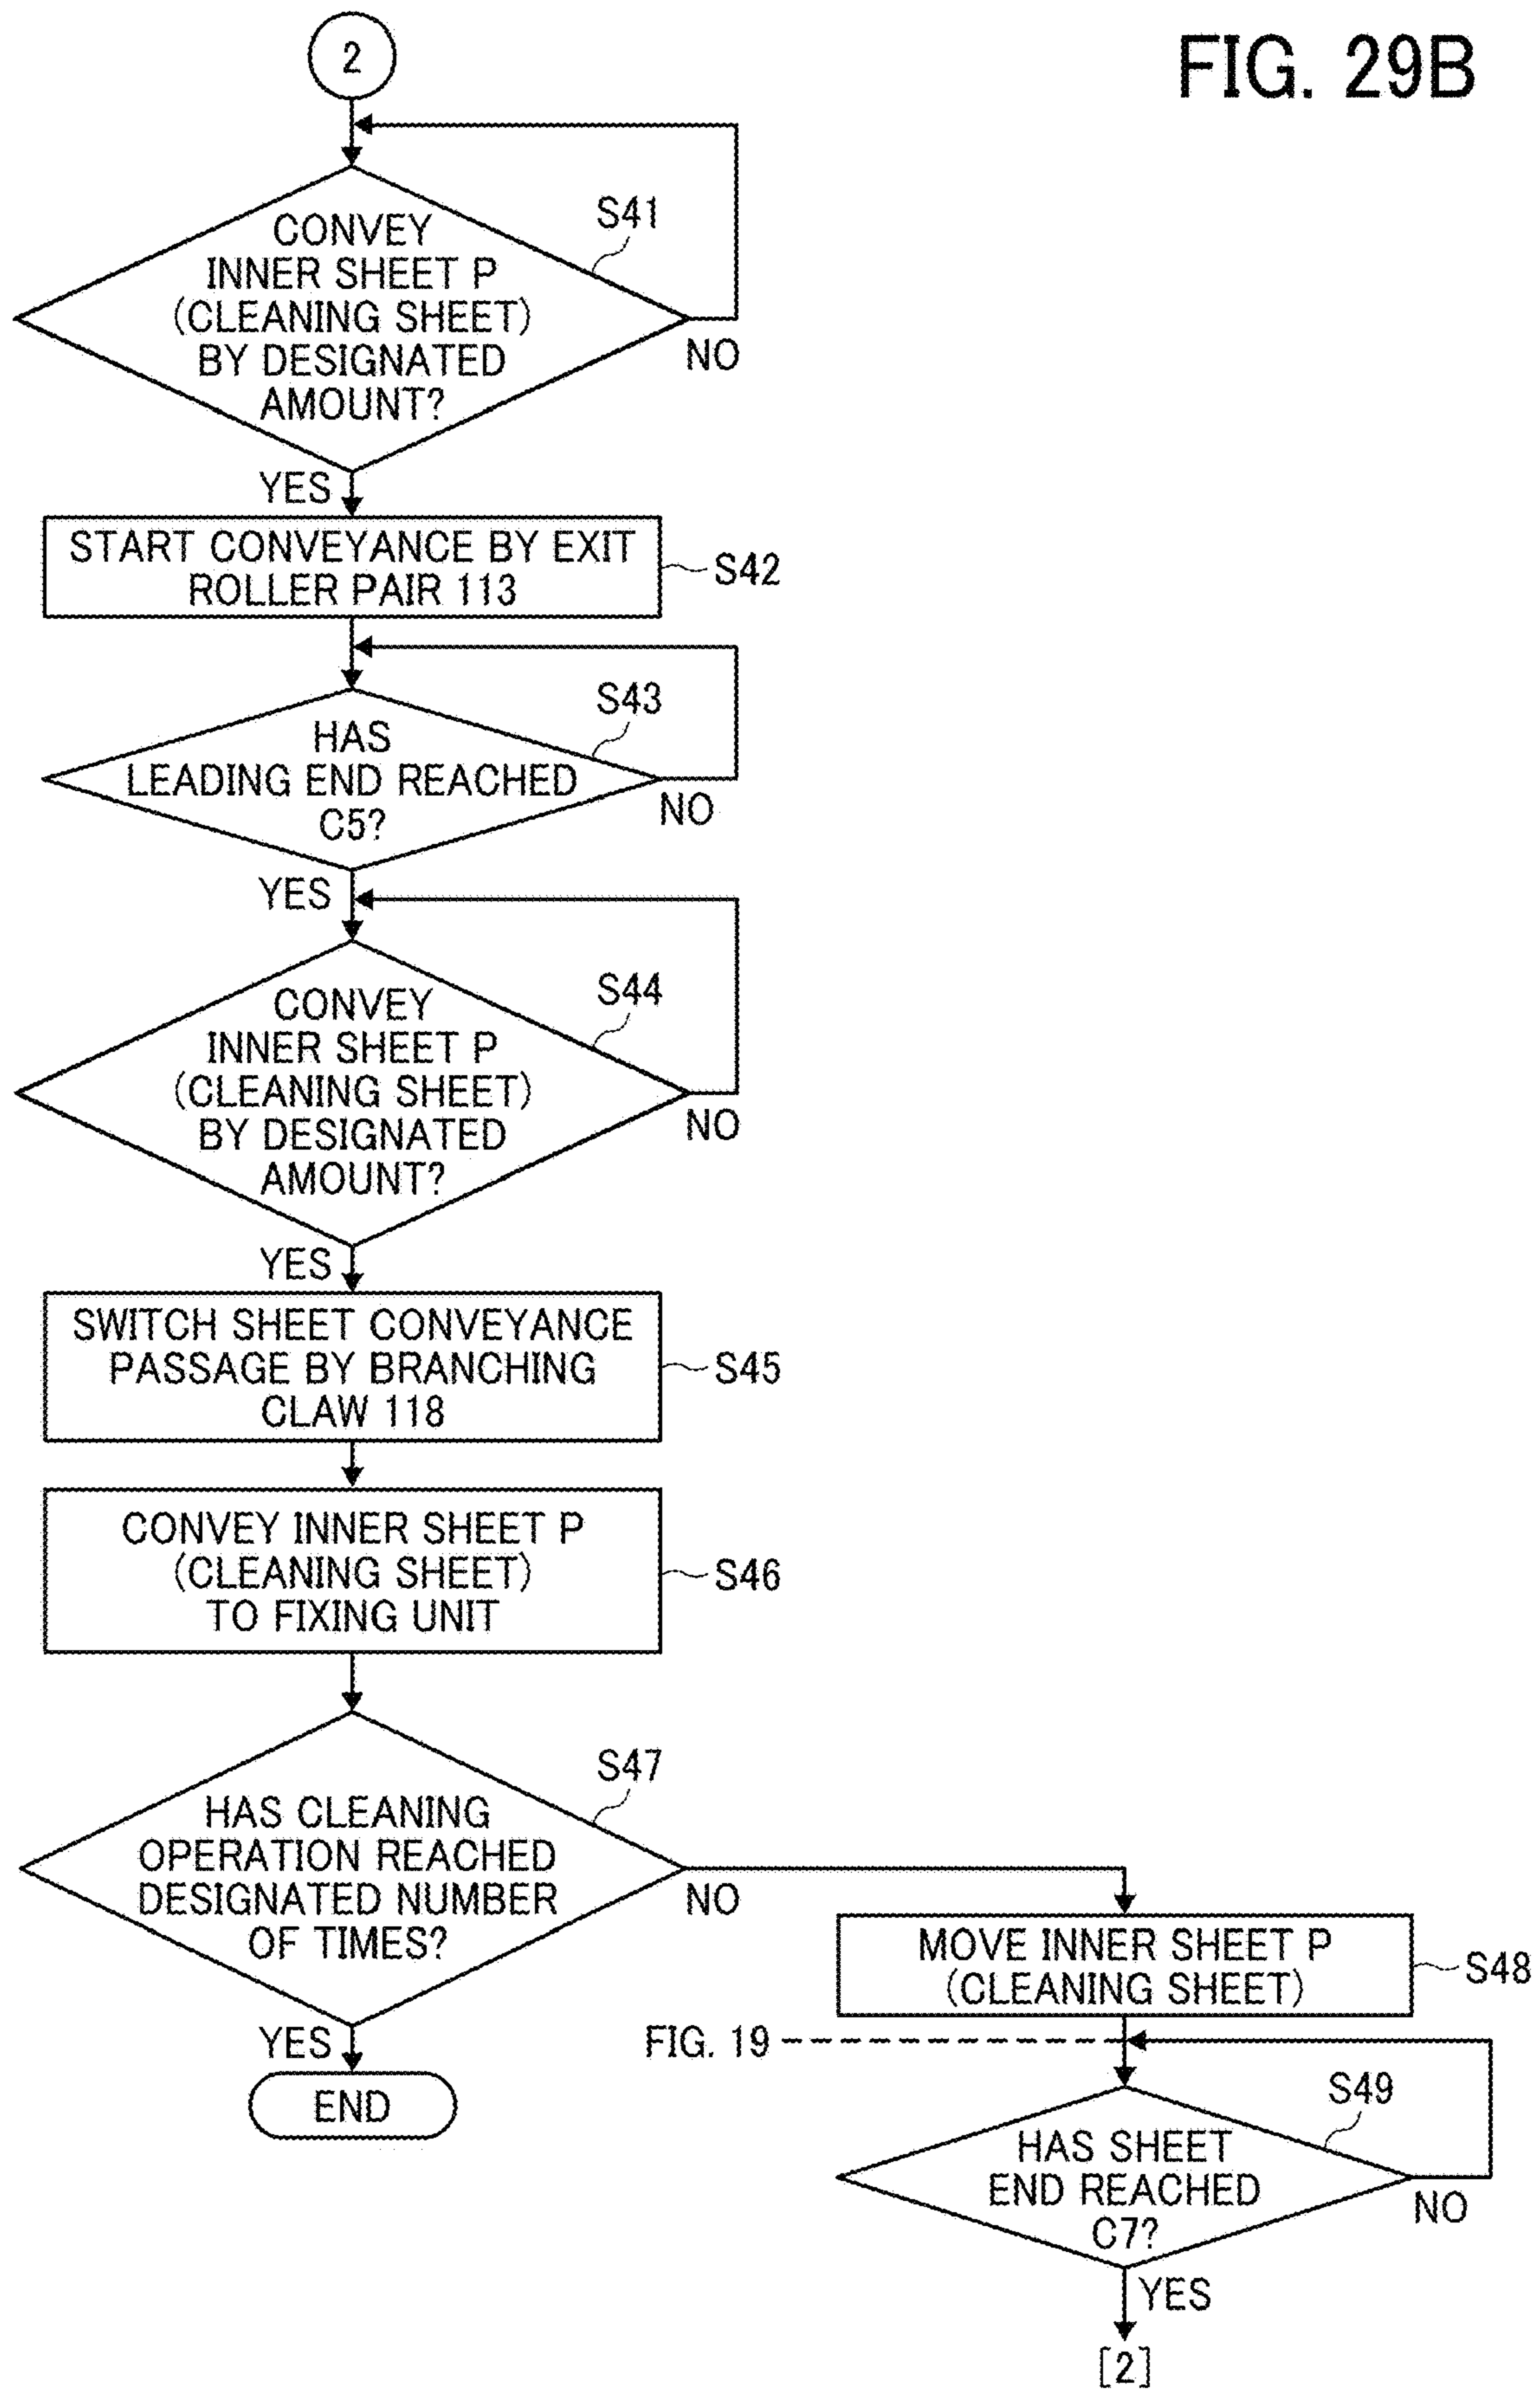 FIG. 29B
2
CONVEY
INNER SHEET P
(CLEANING SHEET)
BY DESIGNATED
AMOUNT?
S41
NO
YES
START CONVEYANCE BY EXIT
ROLLER PAIR 113
S42
HAS
LEADING END REACHED
C5?
S43
NO
YES
CONVEY
INNER SHEET P
(CLEANING SHEET)
BY DESIGNATED
AMOUNT?
S44
NO
YES
SWITCH SHEET CONVEYANCE
PASSAGE BY BRANCHING
CLAW 118
S45
CONVEY INNER SHEET P
(CLEANING SHEET)
TO FIXING UNIT
S46
HAS CLEANING
OPERATION REACHED
DESIGNATED NUMBER
OF TIMES?
S47
NO
YES
END
MOVE INNER SHEET P
(CLEANING SHEET)
S48
FIG. 19
HAS SHEET
END REACHED
C7?
S49
NO
YES
[2]